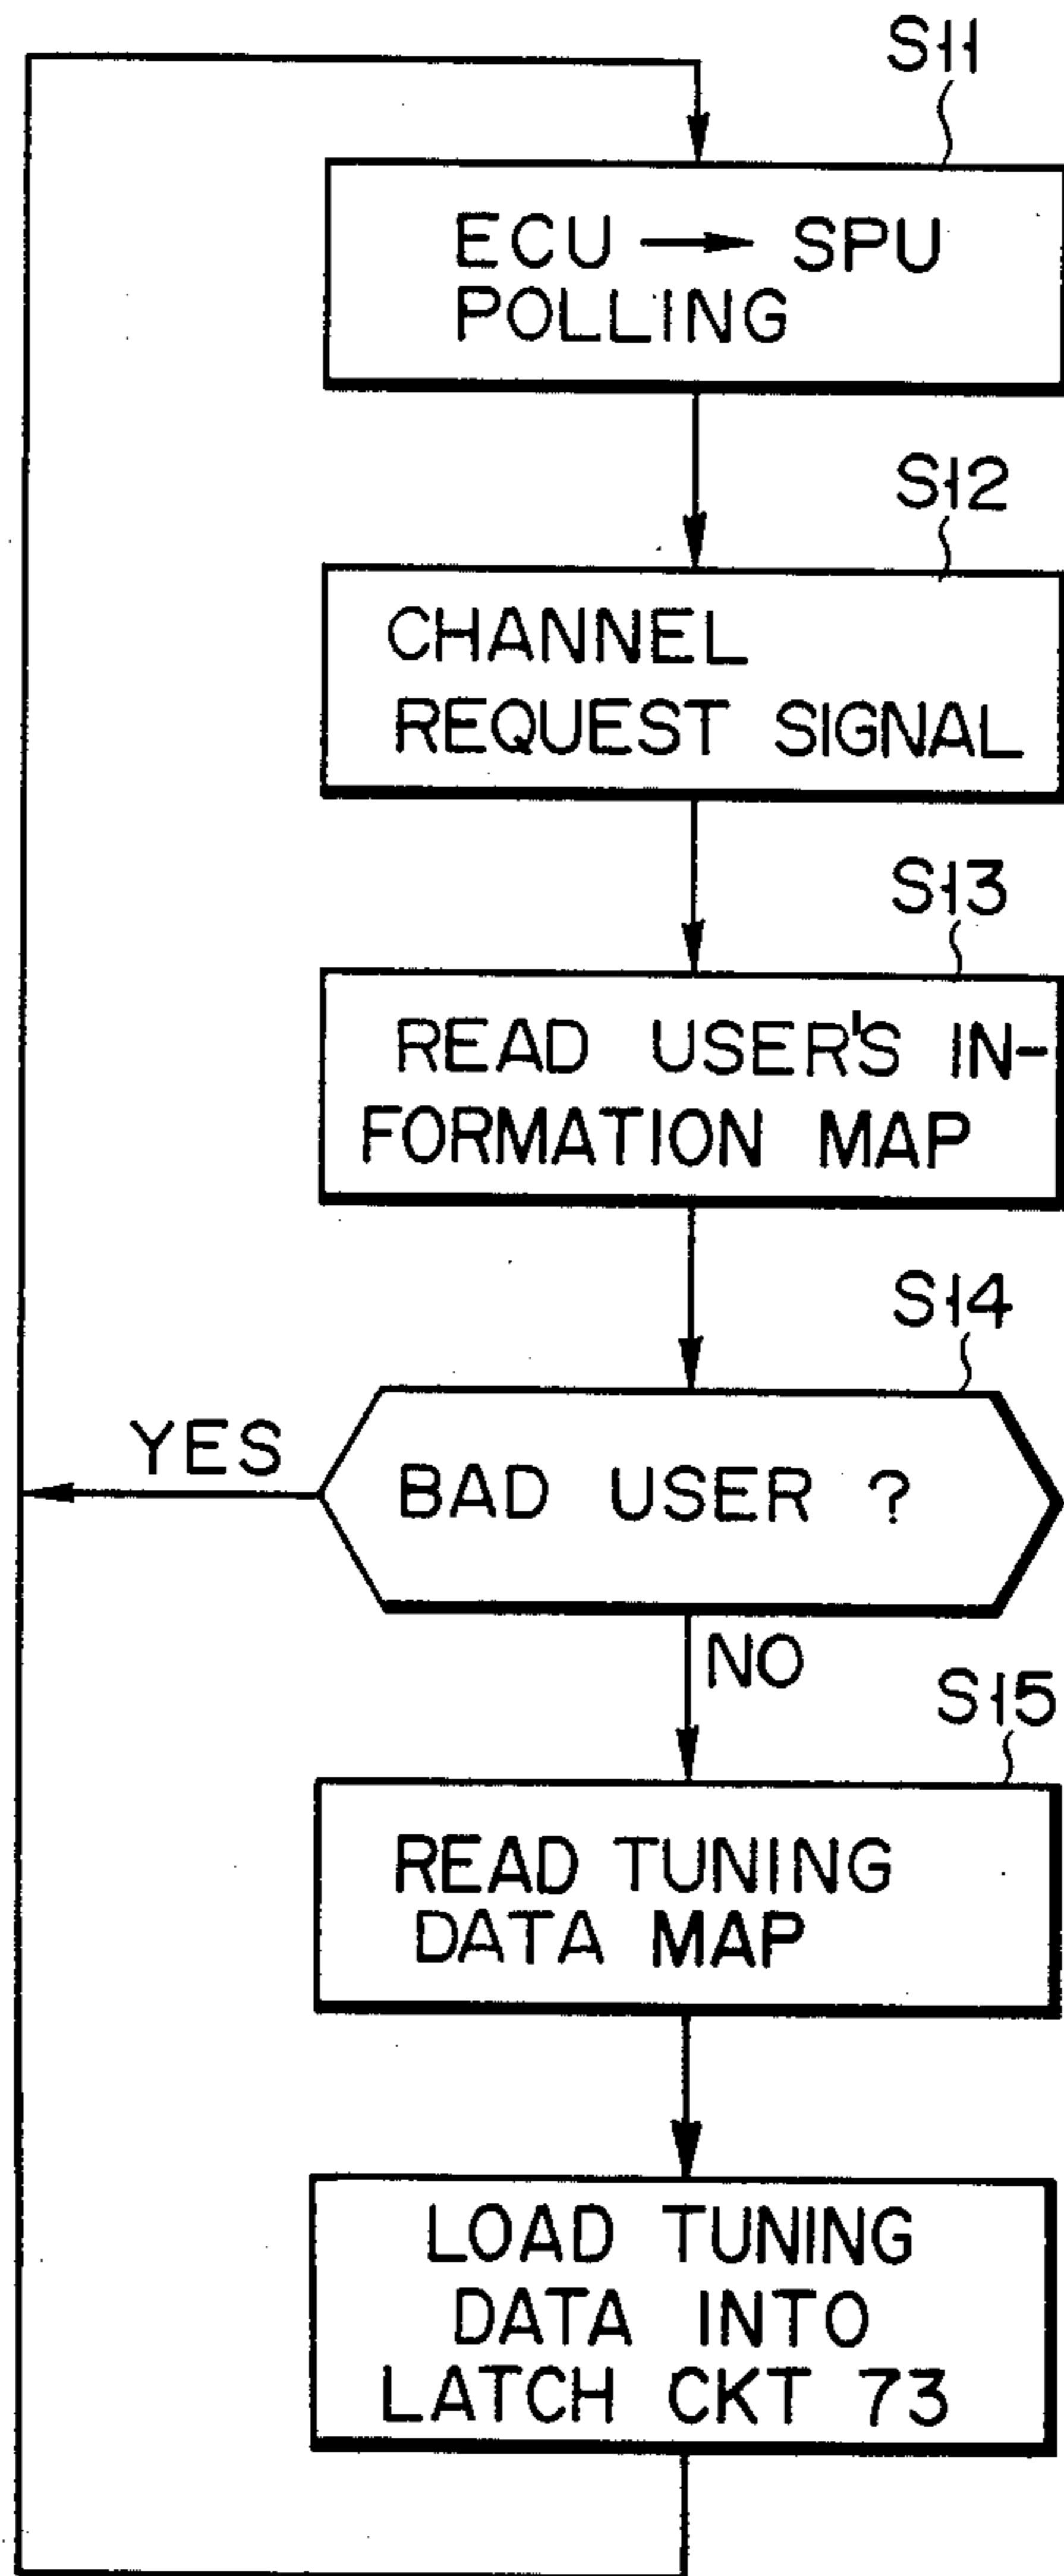 S11
ECU → SPU
POLLING
S12
CHANNEL
REQUEST SIGNAL
S13
READ USER'S IN-
FORMATION MAP
S14
YES
BAD USER ?
NO
S15
READ TUNING
DATA MAP
LOAD TUNING
DATA INTO
LATCH CKT 73